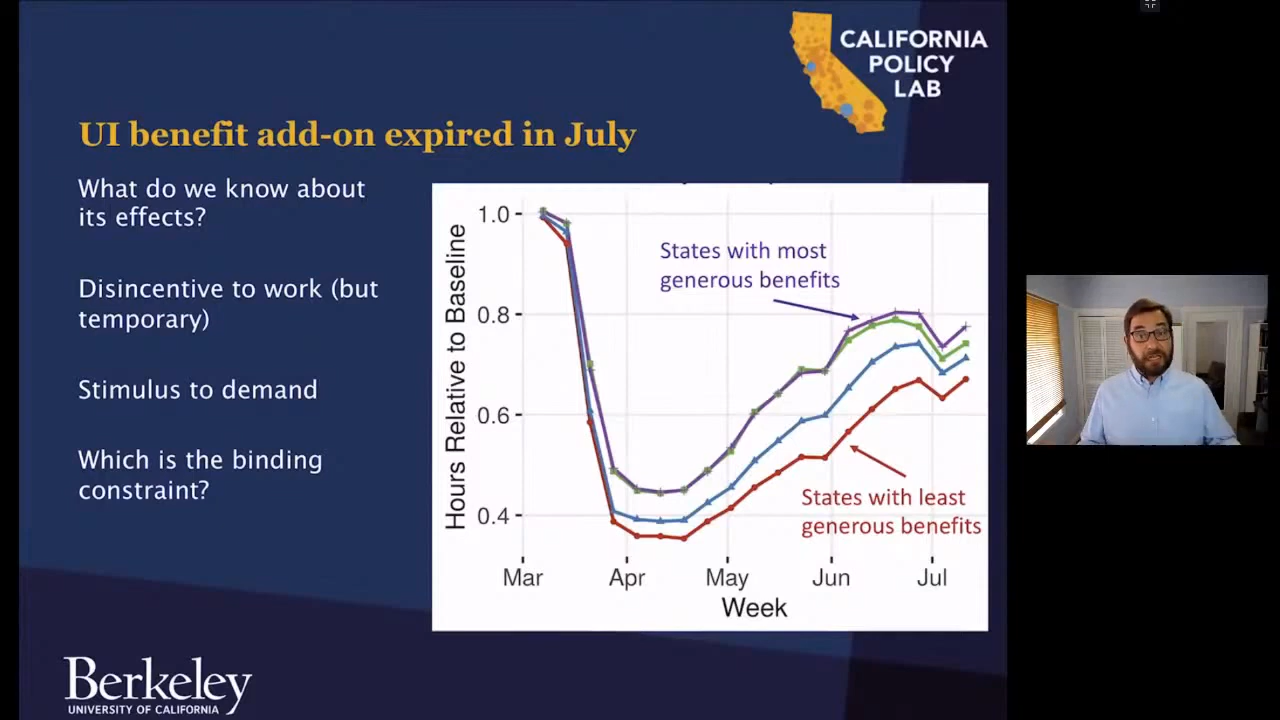 CALIFORNIA
POLICY
LAB
UI benefit add-on expired in July
What do we know about
its effects?
Disincentive to work (but
temporary)
Stimulus to demand
Which is the binding
constraint?
Hours Relative to Baseline
1.0
0.8
0.6
0.4
States with most
generous benefits
States with least
generous benefits
Mar
Apr
May
Jun
Jul
Week
Berkeley
UNIVERSITY OF CALIFORNIA